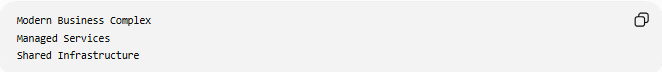 Modern Business Complex
Managed Services
Shared Infrastructure